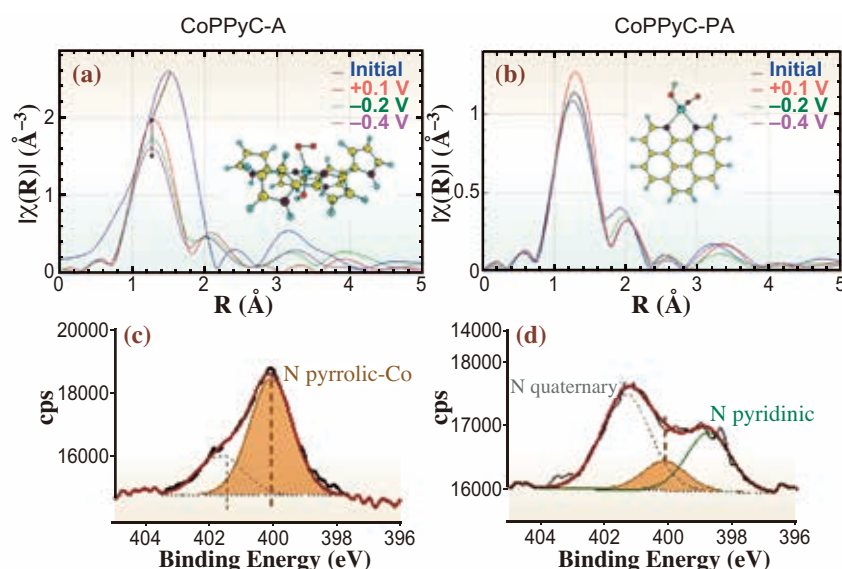 CoPPyC-A
CoPPyC-PA
(a)
Initial
+0.1 V
–0.2 V
–0.4 V
|χ(R)| (Å⁻³)
2
1
0
0 1 2 3 4 5
R (Å)
(b)
Initial
+0.1 V
–0.2 V
–0.4 V
|χ(R)| (Å⁻³)
1
0.5
0
0 1 2 3 4 5
R (Å)
(c)
N pyrrolic-Co
cps
20000
18000
16000
404 402 400 398 396
Binding Energy (eV)
(d)
N quaternary
N pyridinic
cps
14000
17000
16000
404 402 400 398 396
Binding Energy (eV)